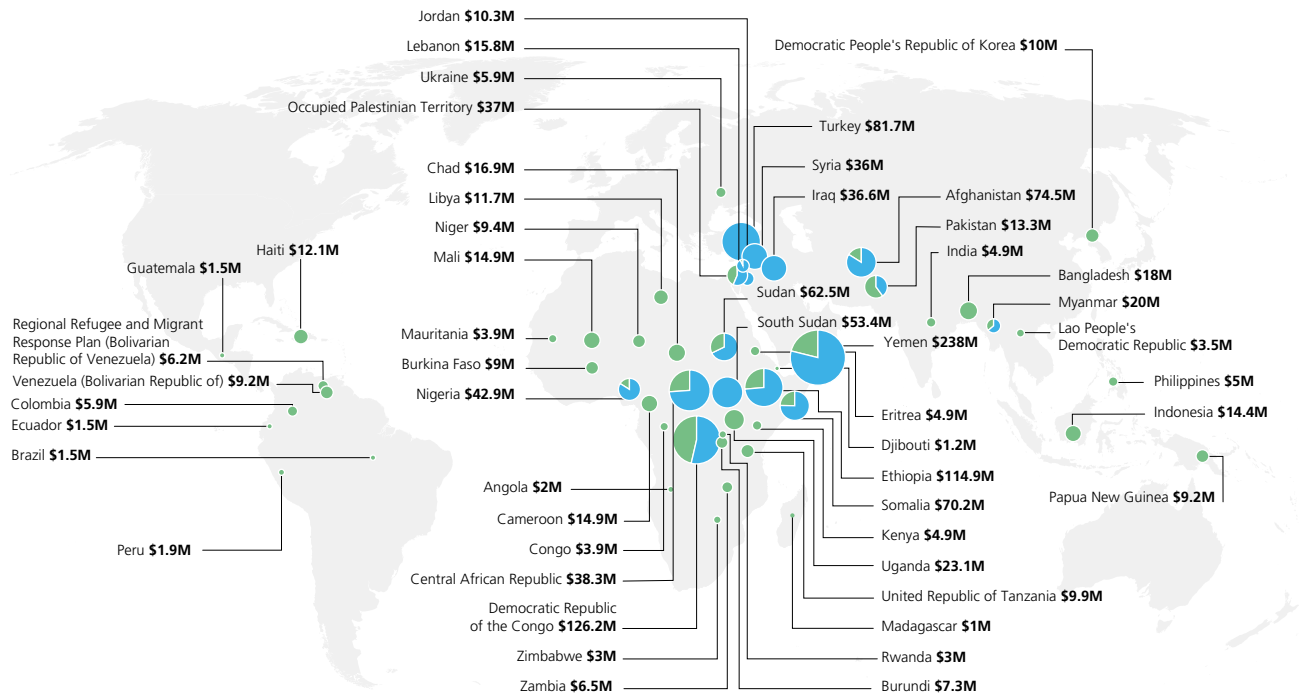 Jordan $10.3M
Lebanon $15.8M
Ukraine $5.9M
Occupied Palestinian Territory $37M
Democratic People's Republic of Korea $10M
Turkey $81.7M
Syria $36M
Iraq $36.6M
Afghanistan $74.5M
Pakistan $13.3M
India $4.9M
Bangladesh $18M
Myanmar $20M
Lao People's
Democratic Republic $3.5M
Philippines $5M
Indonesia $14.4M
Papua New Guinea $9.2M
Chad $16.9M
Libya $11.7M
Niger $9.4M
Mali $14.9M
Mauritania $3.9M
Burkina Faso $9M
Nigeria $42.9M
Haiti $12.1M
Guatemala $1.5M
Regional Refugee and Migrant
Response Plan (Bolivarian
Republic of Venezuela) $6.2M
Venezuela (Bolivarian Republic of) $9.2M
Colombia $5.9M
Ecuador $1.5M
Brazil $1.5M
Peru $1.9M
Sudan $62.5M
South Sudan $53.4M
Yemen $238M
Eritrea $4.9M
Djibouti $1.2M
Ethiopia $114.9M
Somalia $70.2M
Kenya $4.9M
Uganda $23.1M
United Republic of Tanzania $9.9M
Madagascar $1M
Rwanda $3M
Burundi $7.3M
Angola $2M
Cameroon $14.9M
Congo $3.9M
Central African Republic $38.3M
Democratic Republic
of the Congo $126.2M
Zimbabwe $3M
Zambia $6.5M